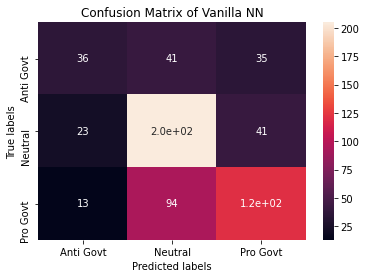 Confusion Matrix of Vanilla NN
True labels
Anti Govt
Neutral
Pro Govt
36 41 35
23 2.0e+02 41
13 94 1.2e+02
Anti Govt Neutral Pro Govt
Predicted labels
200
175
150
125
100
75
50
25